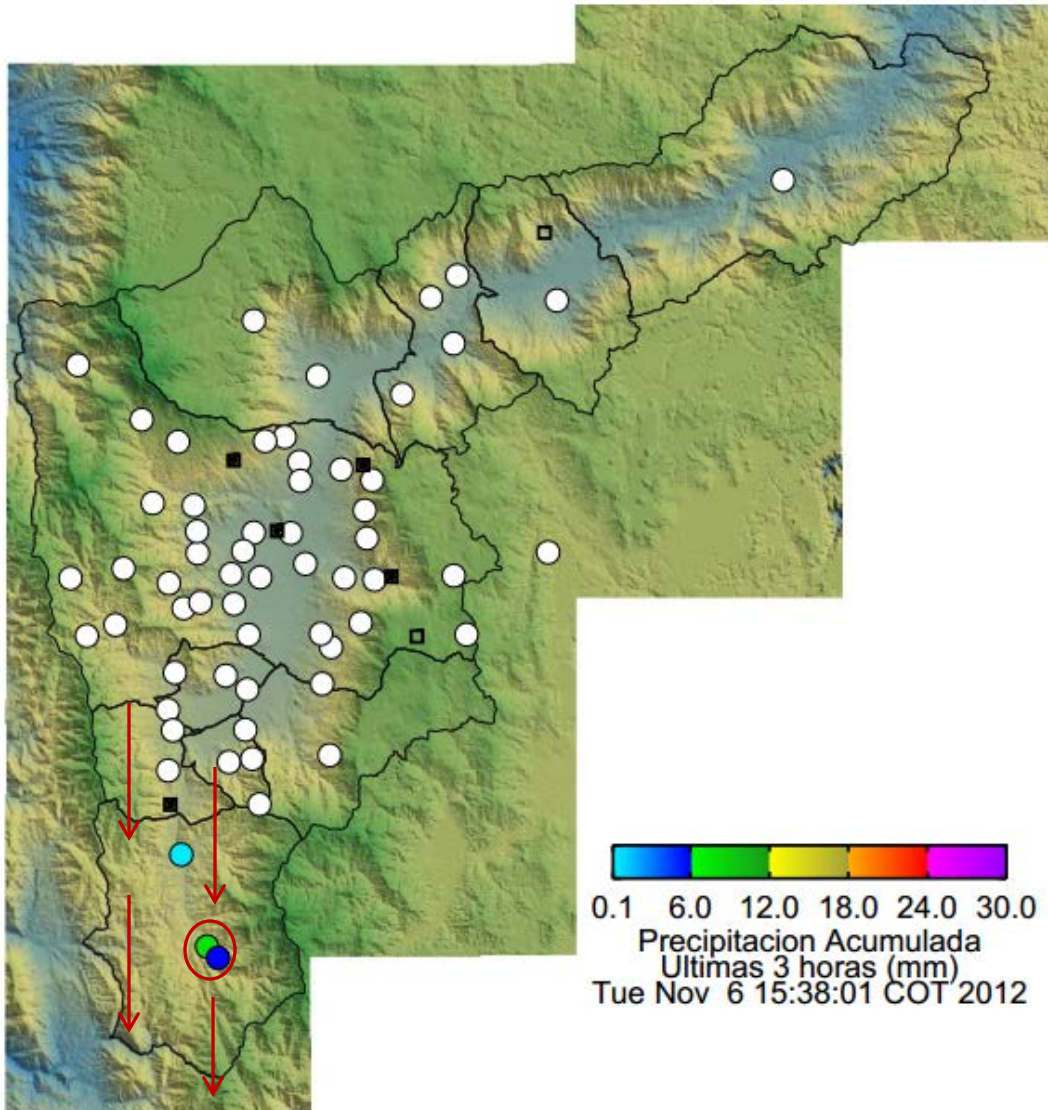 0.1 6.0 12.0 18.0 24.0 30.0
Precipitacion Acumulada
Ultimas 3 horas (mm)
Tue Nov 6 15:38:01 COT 2012